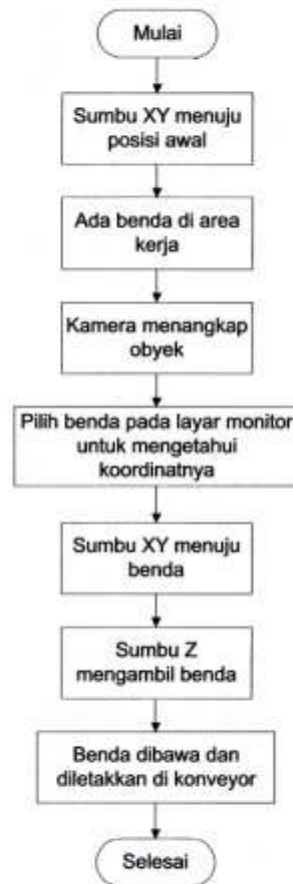 Mulai
Sumbu XY menuju
posisi awal
Ada benda di area
kerja
Kamera menangkap
obyek
Pilih benda pada layar monitor
untuk mengetahui
koordinatnya
Sumbu XY menuju
benda
Sumbu Z
mengambil benda
Benda dibawa dan
diletakkan di konveyor
Selesai